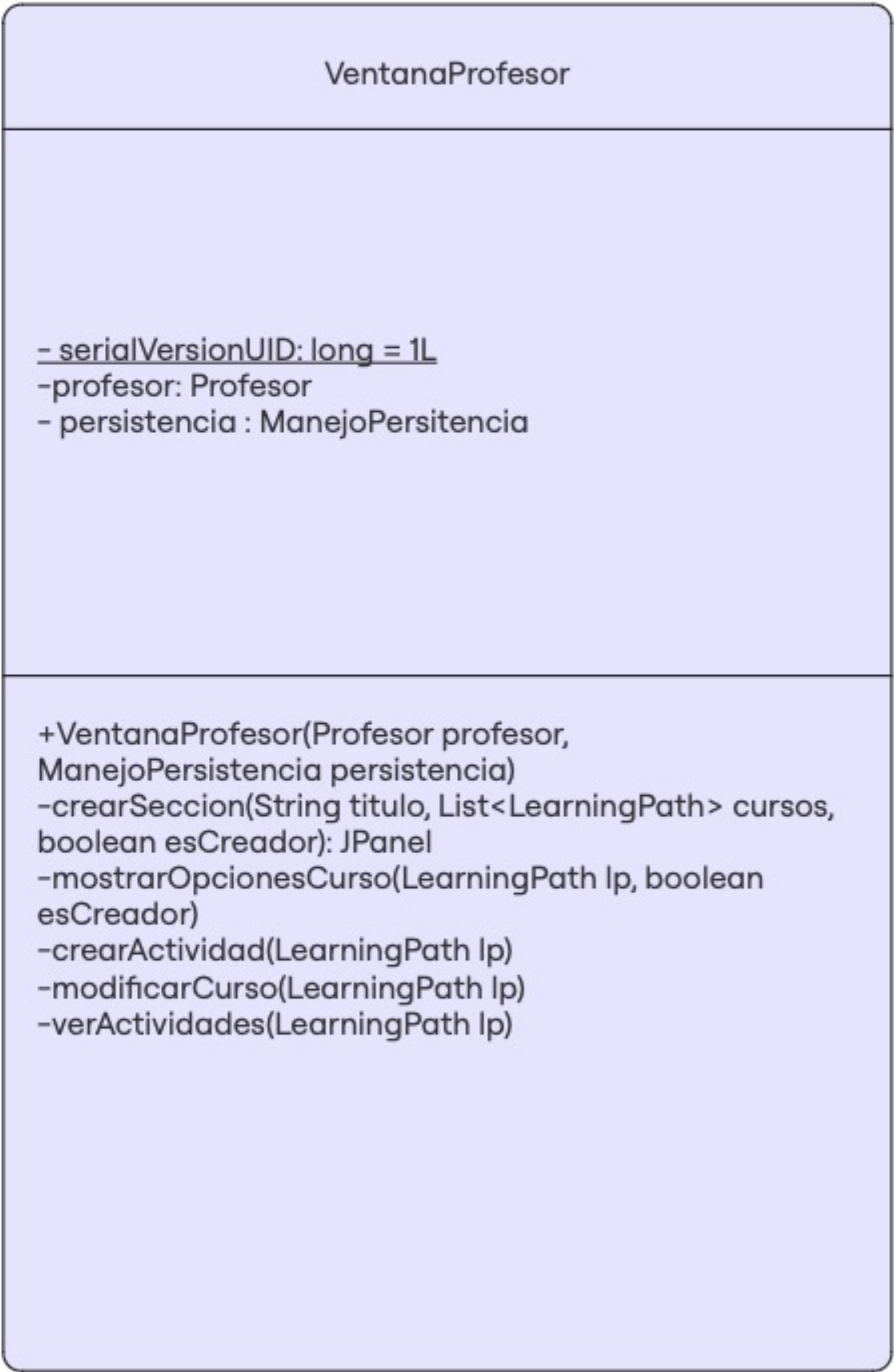 VentanaProfesor
- serialVersionUID: long = 1L
-profesor: Profesor
- persistencia : ManejoPersitencia
+VentanaProfesor(Profesor profesor,
ManejoPersistencia persistencia)
-crearSeccion(String titulo, List<LearningPath> cursos,
boolean esCreador): JPanel
-mostrarOpcionesCurso(LearningPath lp, boolean
esCreador)
-crearActividad(LearningPath lp)
-modificarCurso(LearningPath lp)
-verActividades(LearningPath lp)